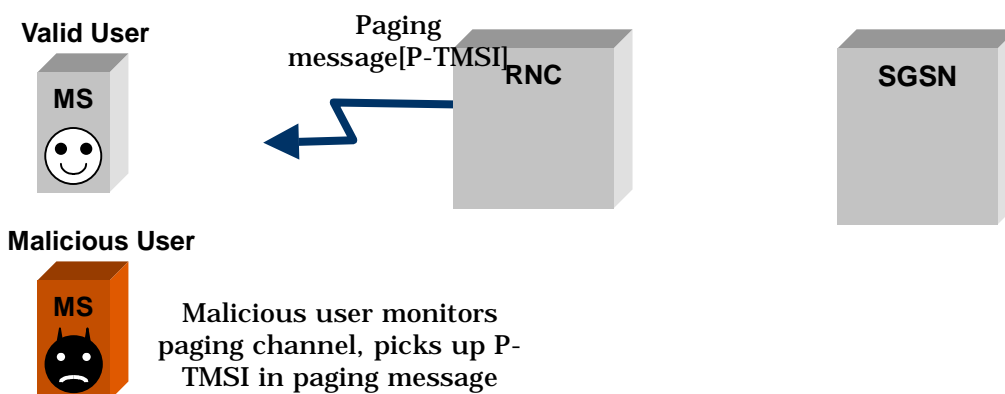 Valid User
MS
Paging
message[P-TMSI]
RNC
SGSN
Malicious User
MS
Malicious user monitors
paging channel, picks up P-
TMSI in paging message